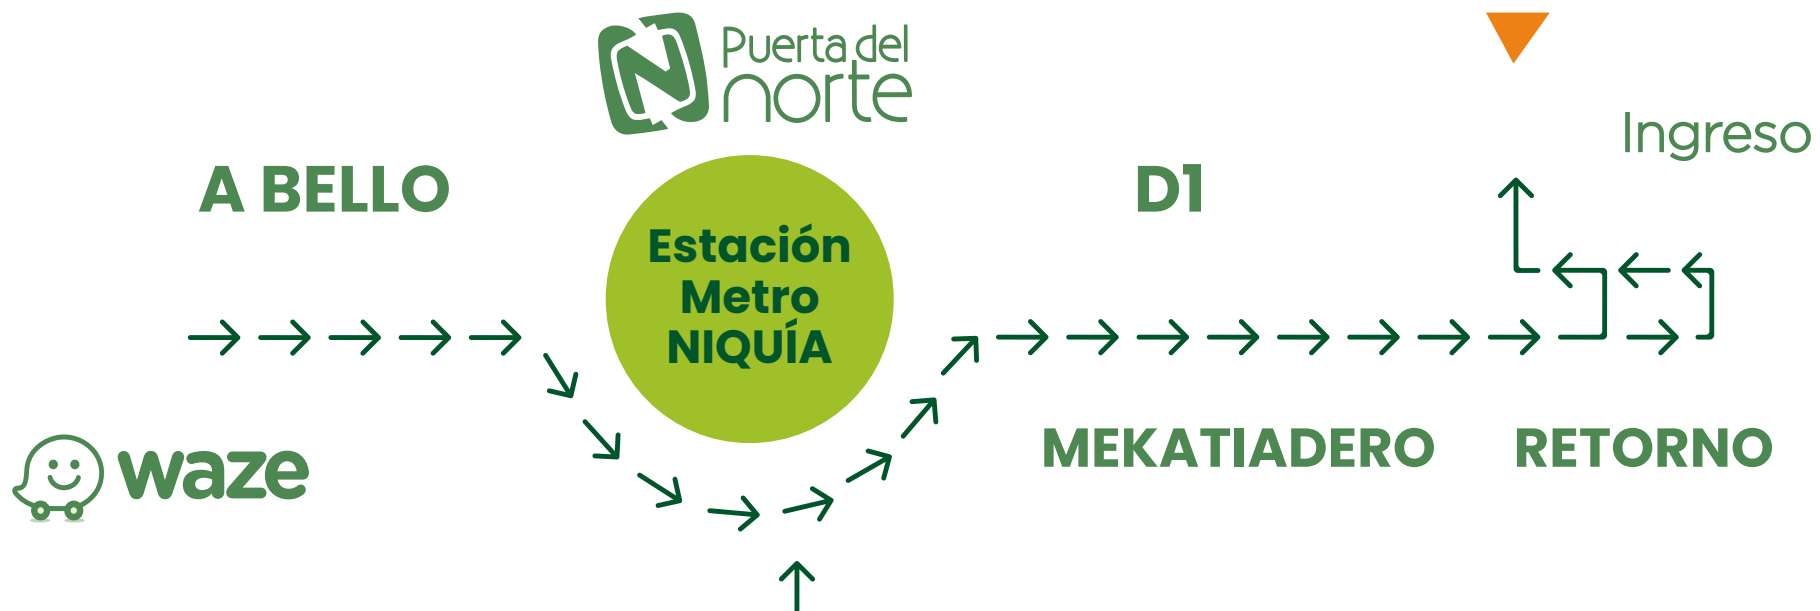 Puerta del
norte
Ingreso
A BELLO
D1
Estación
Metro
NIQUÍA
MEKATIADERO
RETORNO
waze